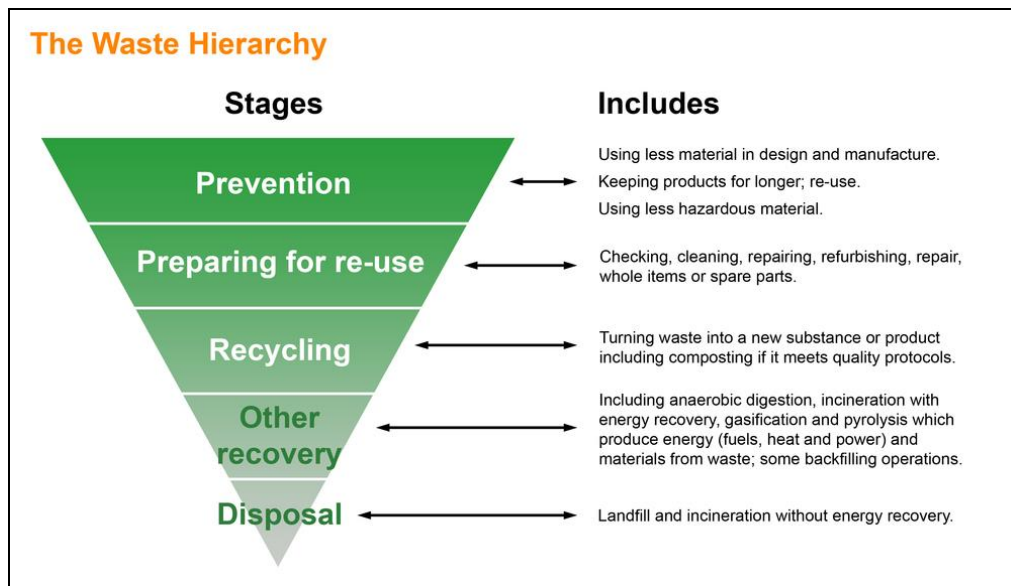 The Waste Hierarchy
Stages
Includes
Prevention
Using less material in design and manufacture.
Keeping products for longer; re-use.
Using less hazardous material.
Preparing for re-use
Checking, cleaning, repairing, refurbishing, repair,
whole items or spare parts.
Recycling
Turning waste into a new substance or product
including composting if it meets quality protocols.
Other
recovery
Including anaerobic digestion, incineration with
energy recovery, gasification and pyrolysis which
produce energy (fuels, heat and power) and
materials from waste; some backfilling operations.
Disposal
Landfill and incineration without energy recovery.